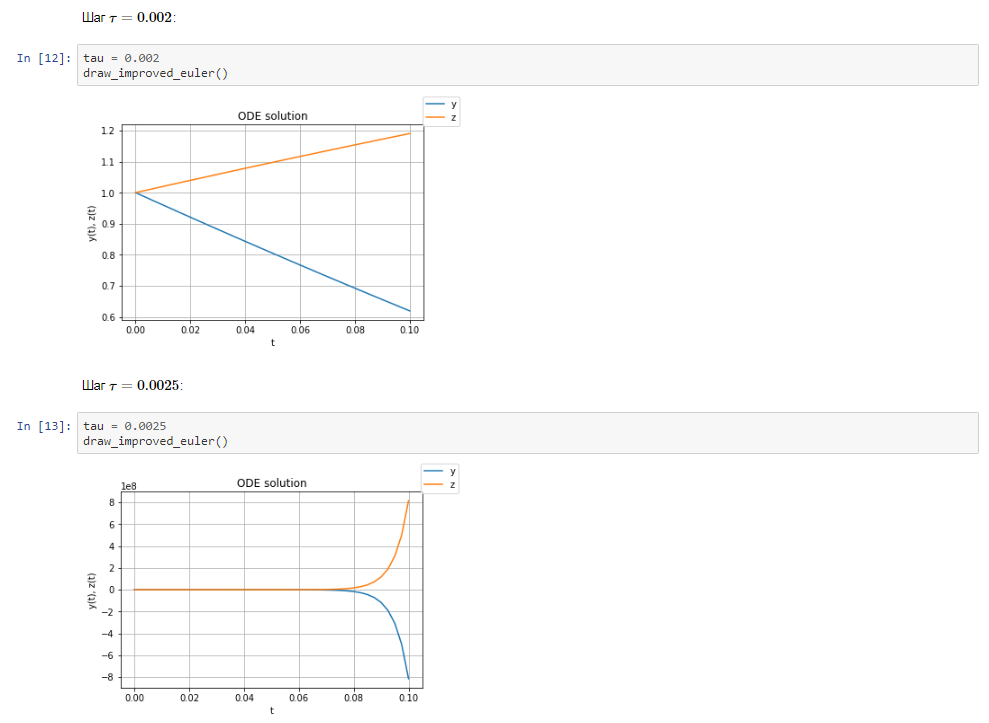 Шаг τ = 0.002:
In [12]: tau = 0.002
draw_improved_euler()
y
z
ODE solution
1.2
1.1
1.0
0.9
0.8
0.7
0.6
y(t), z(t)
0.00 0.02 0.04 0.06 0.08 0.10
t
Шаг τ = 0.0025:
In [13]: tau = 0.0025
draw_improved_euler()
y
z
1e8
ODE solution
8
6
4
2
0
−2
−4
−6
−8
y(t), z(t)
0.00 0.02 0.04 0.06 0.08 0.10
t